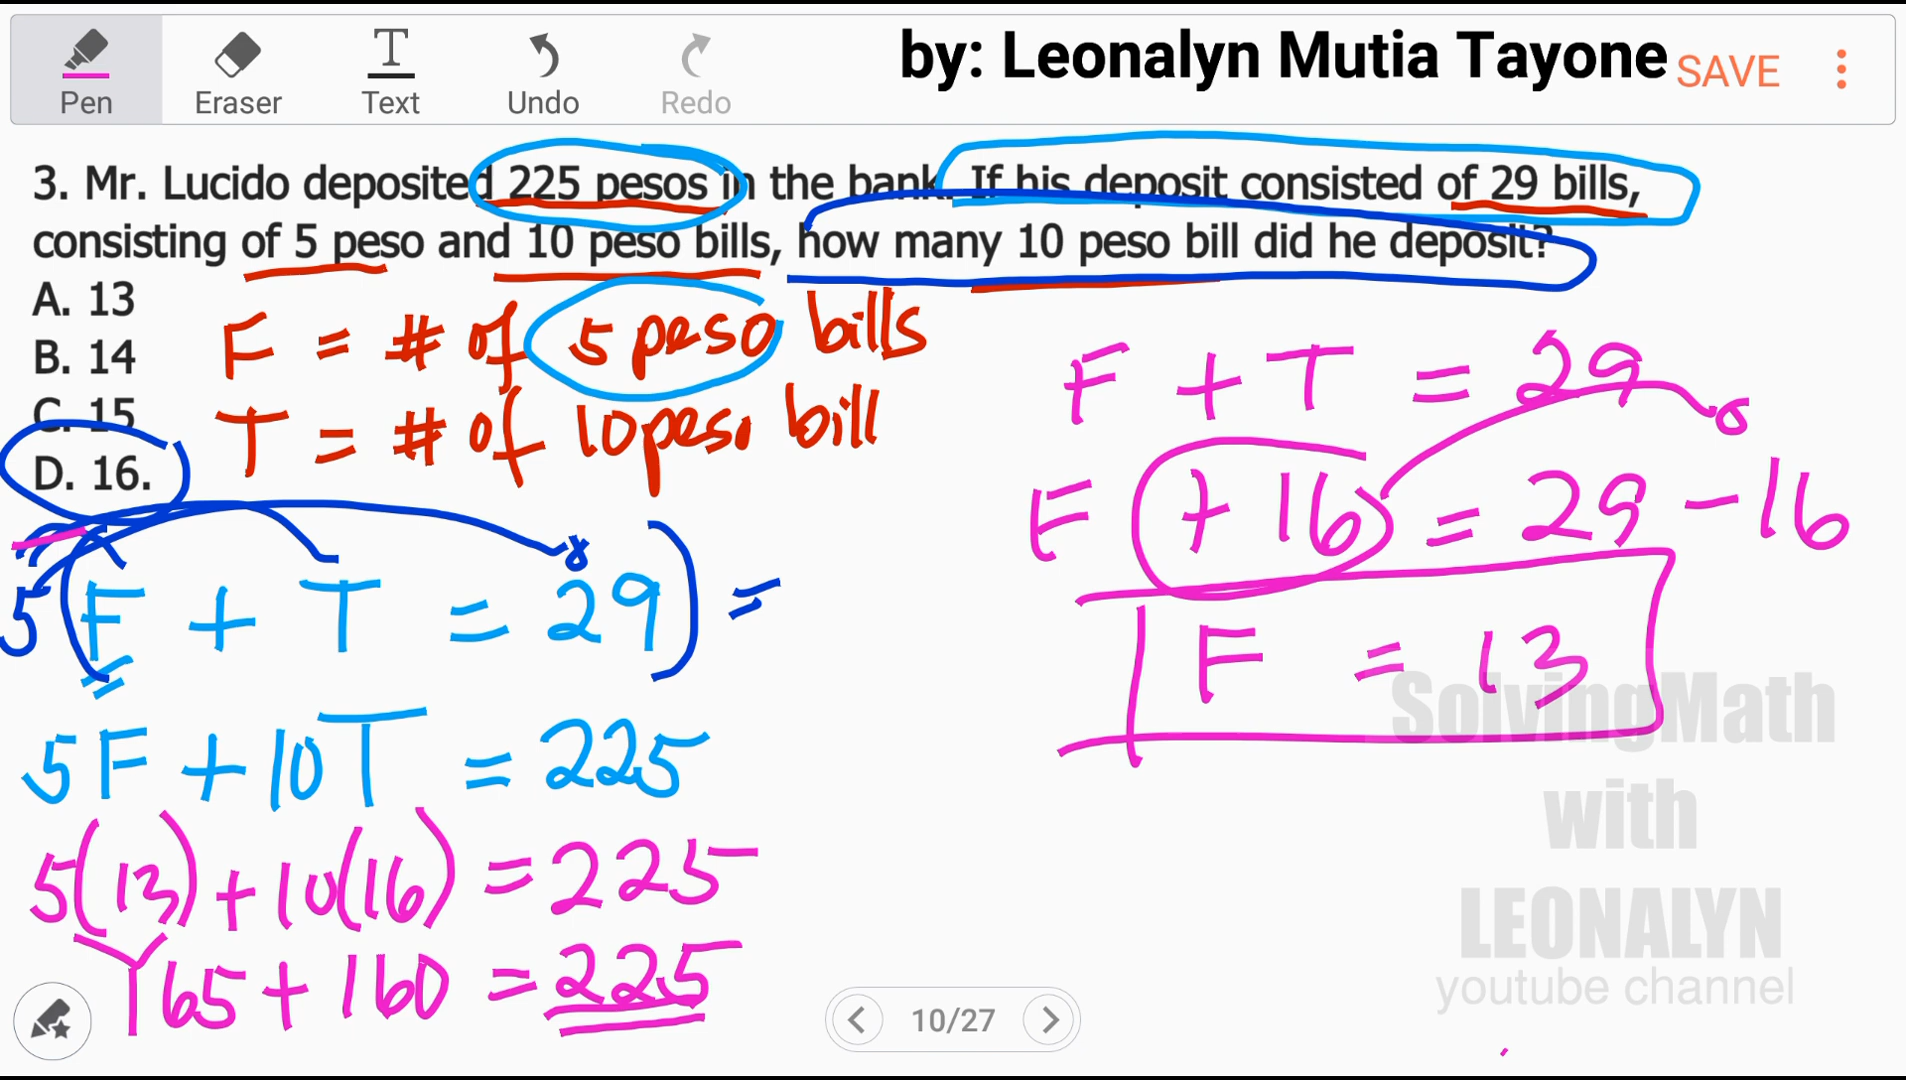 by: Leonalyn Mutia Tayone
Pen Eraser Text Undo Redo SAVE
3. Mr. Lucido deposited 225 pesos in the bank. If his deposit consisted of 29 bills,
consisting of 5 peso and 10 peso bills, how many 10 peso bill did he deposit?
A. 13
B. 14
C. 15
D. 16.
F = # of 5 peso bills
T = # of 10 peso bill
5(F + T = 29) =
5F + 10T = 225
5(13) + 10(16) = 225
65 + 160 = 225
F + T = 29
F + 16 = 29 - 16
F = 13
SolvingMath
with
LEONALYN
youtube channel
10/27